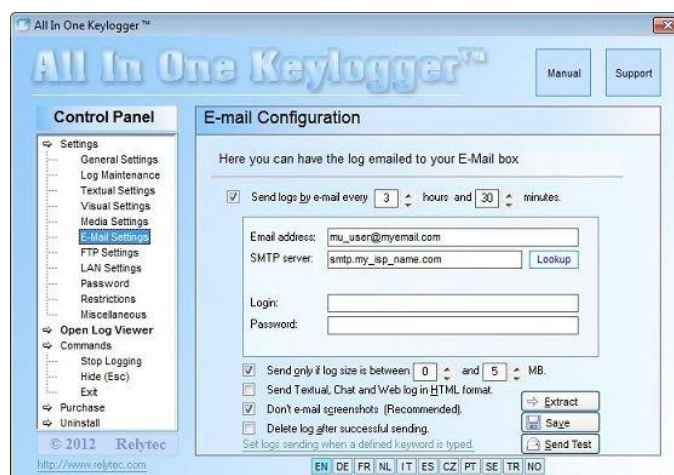 All In One Keylogger ™
All In One Keylogger™
Manual
Support
Control Panel
Settings
General Settings
Log Maintenance
Textual Settings
Visual Settings
Media Settings
E-Mail Settings
FTP Settings
LAN Settings
Password
Restrictions
Miscellaneous
Open Log Viewer
Commands
Stop Logging
Hide (Esc)
Exit
Purchase
Uninstall
© 2012 Relytec
http://www.relytec.com
E-mail Configuration
Here you can have the log emailed to your E-Mail box
Send logs by e-mail every 3 hours and 30 minutes.
Email address: mu_user@myemail.com
SMTP server: smtp.my_isp_name.com Lookup
Login:
Password:
Send only if log size is between 0 and 5 MB.
Send Textual, Chat and Web log in HTML format.
Don't e-mail screenshots (Recommended).
Delete log after successful sending.
Set logs sending when a defined keyword is typed.
Extract
Save
Send Test
EN DE FR NL IT ES CZ PT SE TR NO